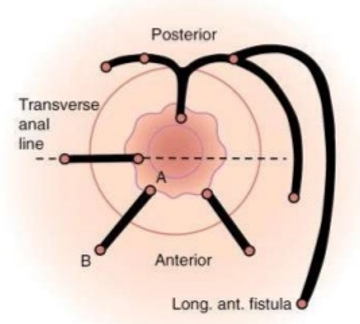 Posterior
Transverse
anal
line
A
B
Anterior
Long. ant. fistula